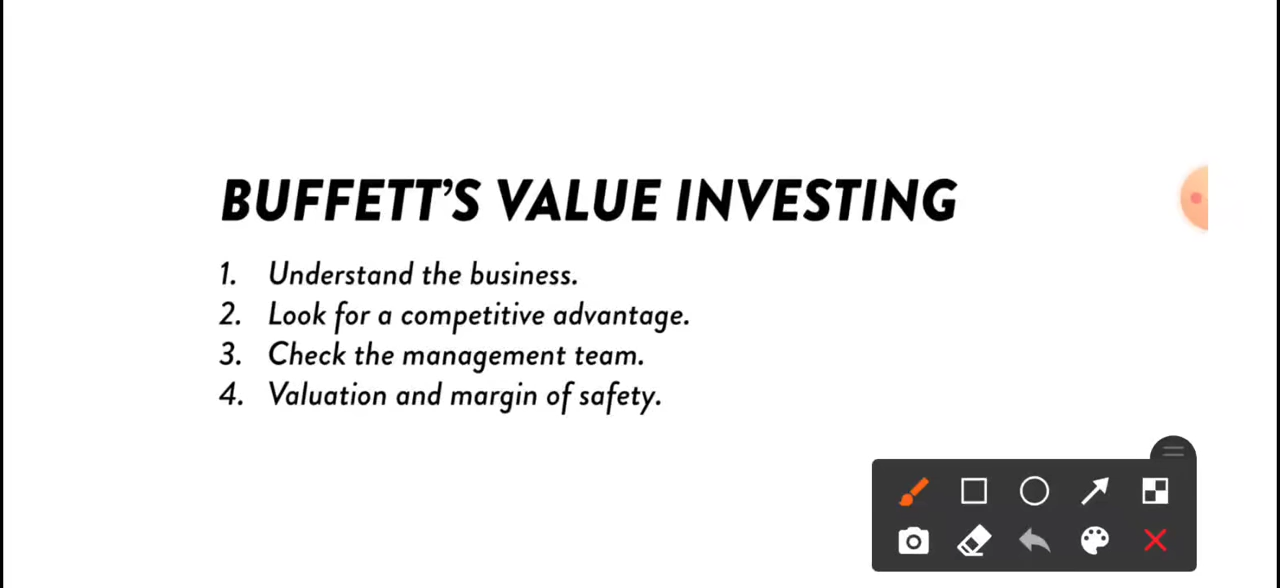 BUFFETT'S VALUE INVESTING
1. Understand the business.
2. Look for a competitive advantage.
3. Check the management team.
4. Valuation and margin of safety.